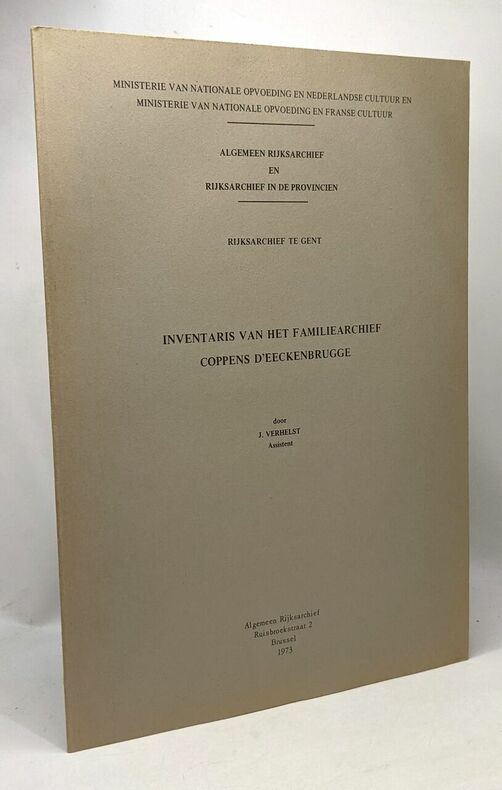 MINISTERIE VAN NATIONALE OPVOEDING EN NEDERLANDSE CULTUUR EN
MINISTERIE VAN NATIONALE OPVOEDING EN FRANSE CULTUUR
ALGEMEEN RIJKSARCHIEF
EN
RIJKSARCHIEF IN DE PROVINCIEN
RIJKSARCHIEF TE GENT
INVENTARIS VAN HET FAMILIEARCHIEF
COPPENS D'EECKENBRUGGE
door
J. VERHELST
Assistent
Algemeen Rijksarchief
Ruisbroekstraat 2
Brussel
1973